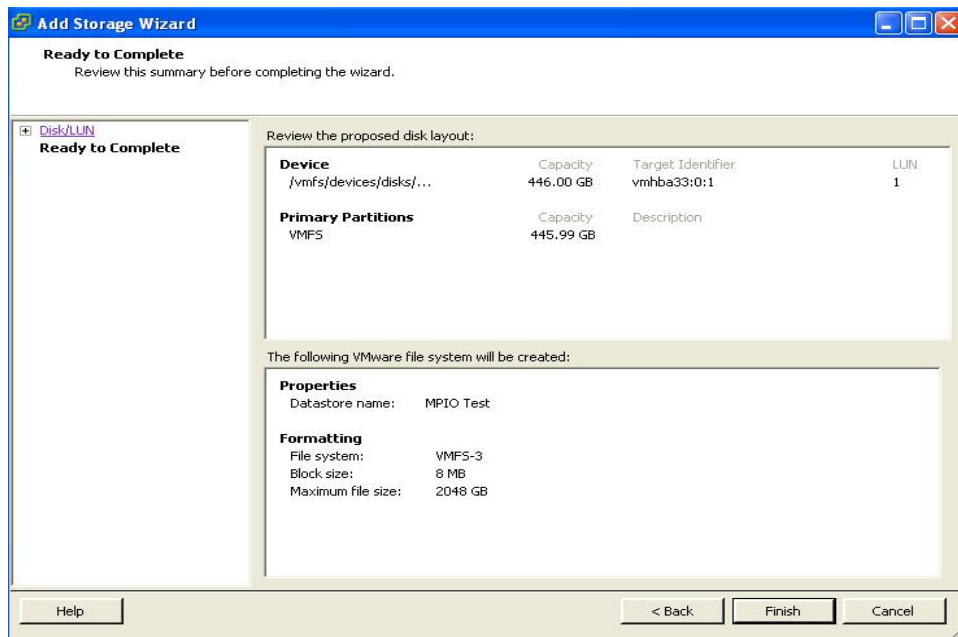 Add Storage Wizard
Ready to Complete
Review this summary before completing the wizard.
Disk/LUN
Ready to Complete
Review the proposed disk layout:
Device Capacity Target Identifier LUN
/vmfs/devices/disks/... 446.00 GB vmhba33:0:1 1
Primary Partitions Capacity Description
VMFS 445.99 GB
The following VMware file system will be created:
Properties
Datastore name: MPIO Test
Formatting
File system: VMFS-3
Block size: 8 MB
Maximum file size: 2048 GB
Help < Back Finish Cancel